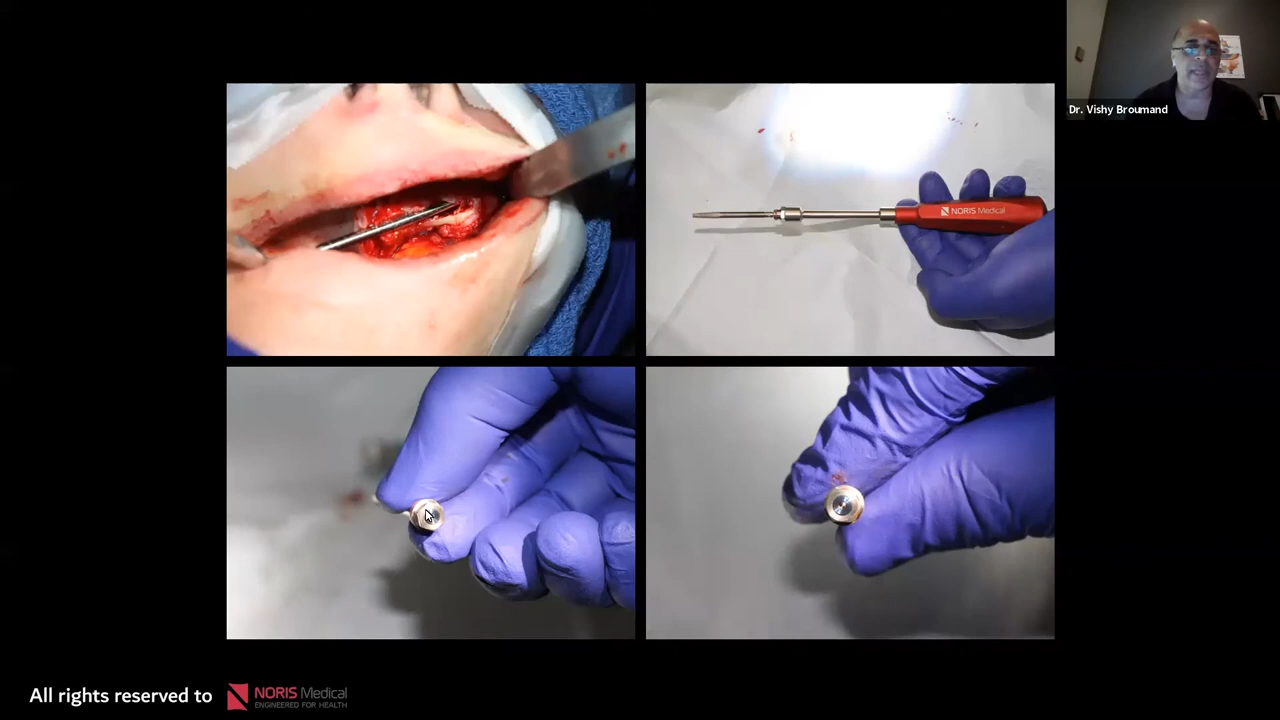 Dr. Vishy Broumand
NORIS Medical
All rights reserved to
NORIS Medical
ENGINEERED FOR HEALTH